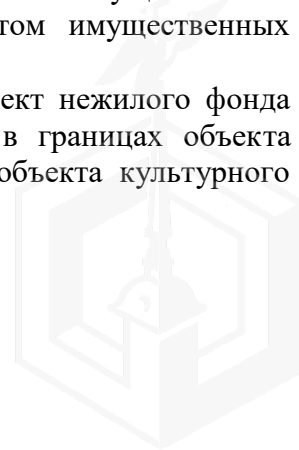 том имущественных
ект нежилого фонда
в границах объекта
объекта культурного